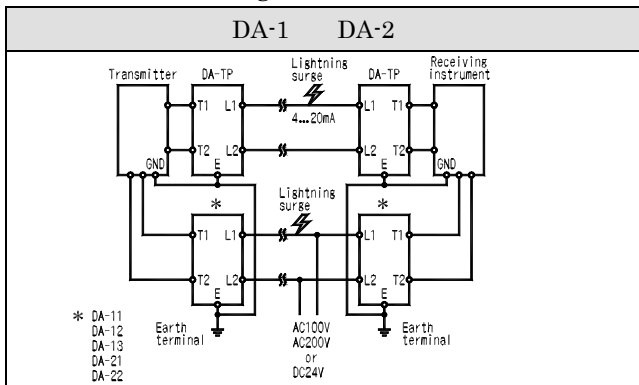 DA-1 DA-2
Transmitter DA-TP Lightning surge DA-TP Receiving instrument
T1 L1 4...20mA L1 T1
T2 L2 L2 T2
GND E E GND
* Lightning surge *
T1 L1 L1 T1
T2 L2 L2 T2
E E
* DA-11
DA-12
DA-13
DA-21
DA-22
Earth terminal
AC100V
AC200V
or
DC24V
Earth terminal